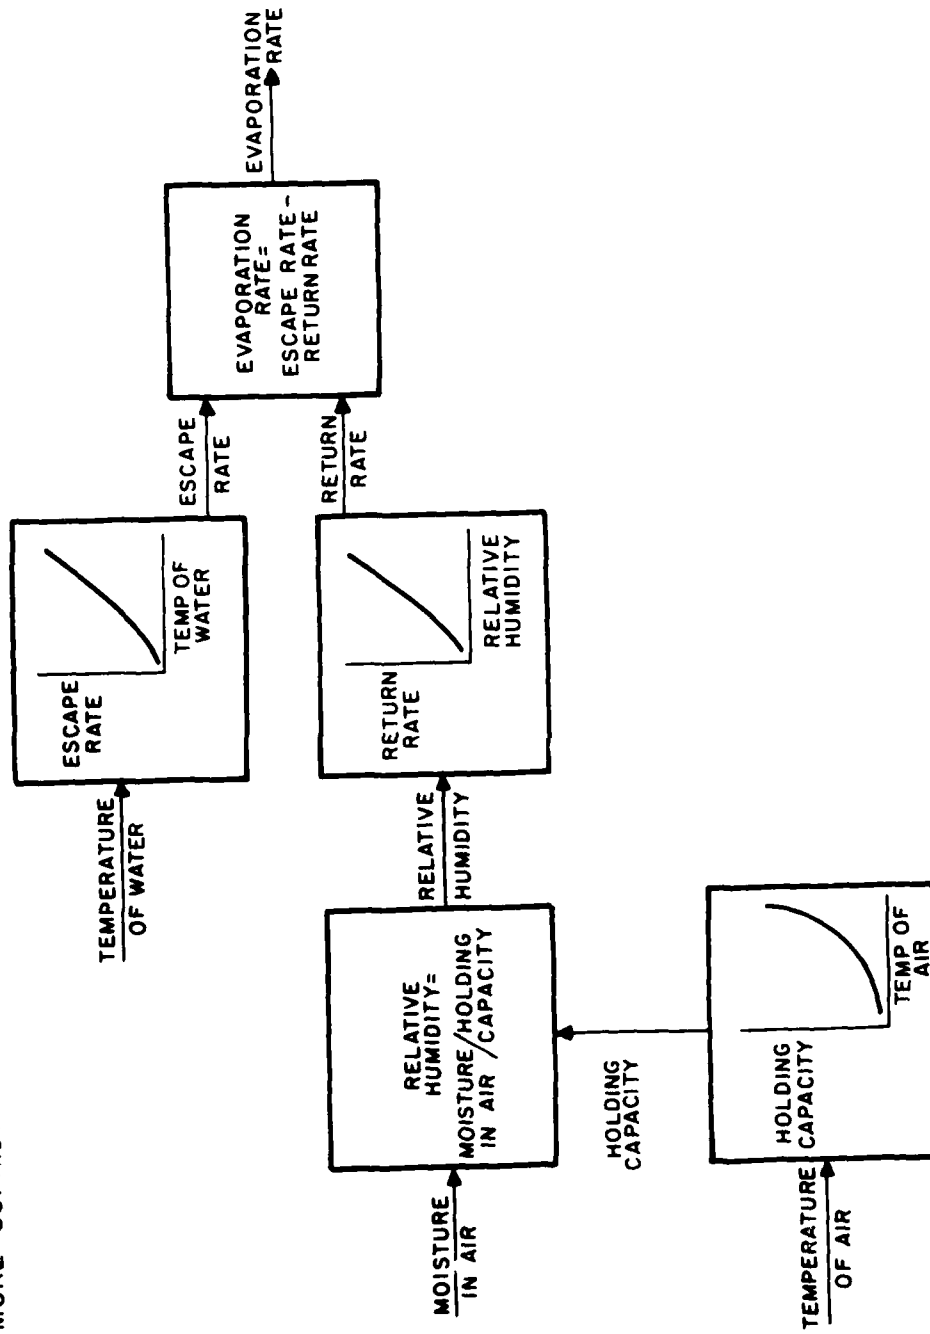 TEMPERATURE
OF WATER
ESCAPE
RATE
TEMP OF
WATER
ESCAPE
RATE
EVAPORATION
RATE=
ESCAPE RATE-
RETURN RATE
EVAPORATION
RATE
MOISTURE
IN AIR
RELATIVE
HUMIDITY=
MOISTURE/HOLDING
IN AIR/CAPACITY
RELATIVE
HUMIDITY
RETURN
RATE
RELATIVE
HUMIDITY
RETURN
RATE
HOLDING
CAPACITY
TEMPERATURE
OF AIR
HOLDING
CAPACITY
TEMP OF
AIR